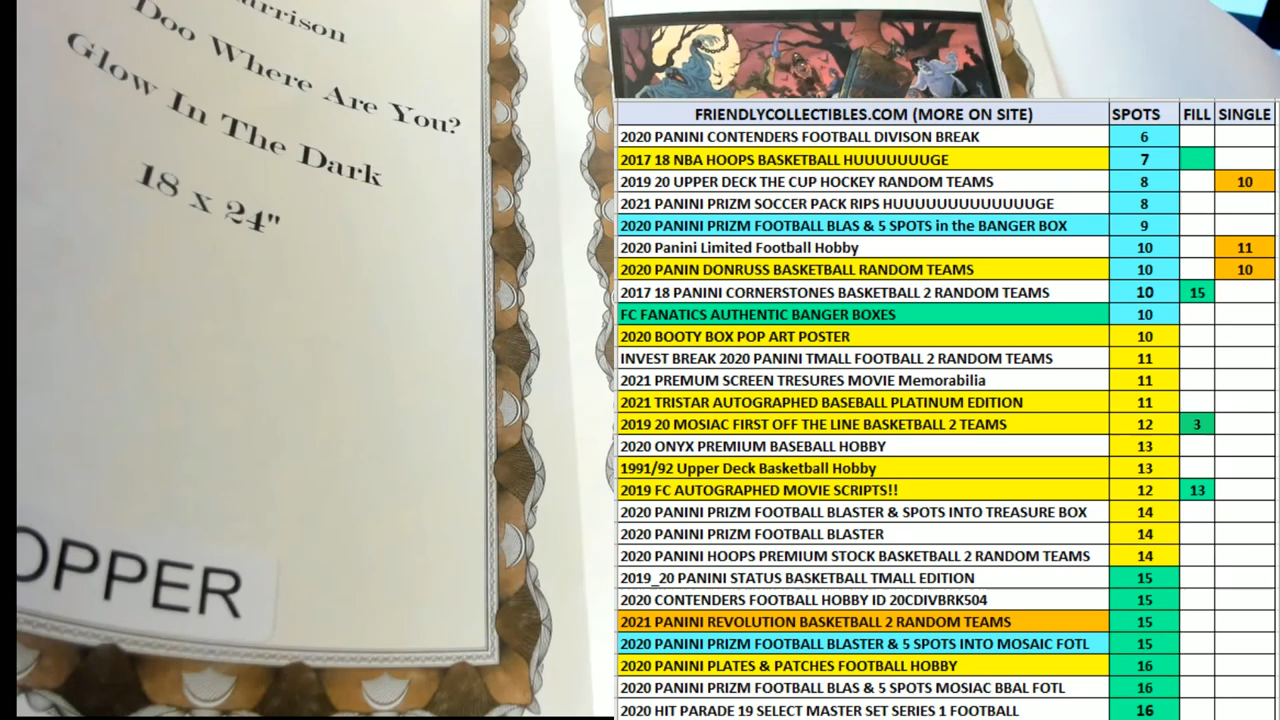 Doo Where Are You?
Glow In The Dark
18 x 24"
FRIENDLYCOLLECTIBLES.COM (MORE ON SITE) SPOTS FILL SINGLE
2020 PANINI CONTENDERS FOOTBALL DIVISON BREAK 6
2017 18 NBA HOOPS BASKETBALL HUUUUUUUGE 7
2019 20 UPPER DECK THE CUP HOCKEY RANDOM TEAMS 8 10
2021 PANINI PRIZM SOCCER PACK RIPS HUUUUUUUUUUUUUGE 8
2020 PANINI PRIZM FOOTBALL BLAS & 5 SPOTS in the BANGER BOX 9
2020 Panini Limited Football Hobby 10 11
2020 PANIN DONRUSS BASKETBALL RANDOM TEAMS 10 10
2017 18 PANINI CORNERSTONES BASKETBALL 2 RANDOM TEAMS 10 15
FC FANATICS AUTHENTIC BANGER BOXES 10
2020 BOOTY BOX POP ART POSTER 10
INVEST BREAK 2020 PANINI TMALL FOOTBALL 2 RANDOM TEAMS 11
2021 PREMUM SCREEN TRESURES MOVIE Memorabilia 11
2021 TRISTAR AUTOGRAPHED BASEBALL PLATINUM EDITION 11
2019 20 MOSIAC FIRST OFF THE LINE BASKETBALL 2 TEAMS 12 3
2020 ONYX PREMIUM BASEBALL HOBBY 13
1991/92 Upper Deck Basketball Hobby 13
2019 FC AUTOGRAPHED MOVIE SCRIPTS!! 12 13
2020 PANINI PRIZM FOOTBALL BLASTER & SPOTS INTO TREASURE BOX 14
2020 PANINI PRIZM FOOTBALL BLASTER 14
2020 PANINI HOOPS PREMIUM STOCK BASKETBALL 2 RANDOM TEAMS 14
2019_20 PANINI STATUS BASKETBALL TMALL EDITION 15
2020 CONTENDERS FOOTBALL HOBBY ID 20CDIVBRK504 15
2021 PANINI REVOLUTION BASKETBALL 2 RANDOM TEAMS 15
2020 PANINI PRIZM FOOTBALL BLASTER & 5 SPOTS INTO MOSAIC FOTL 15
2020 PANINI PLATES & PATCHES FOOTBALL HOBBY 16
2020 PANINI PRIZM FOOTBALL BLAS & 5 SPOTS MOSIAC BBAL FOTL 16
2020 HIT PARADE 19 SELECT MASTER SET SERIES 1 FOOTBALL 16